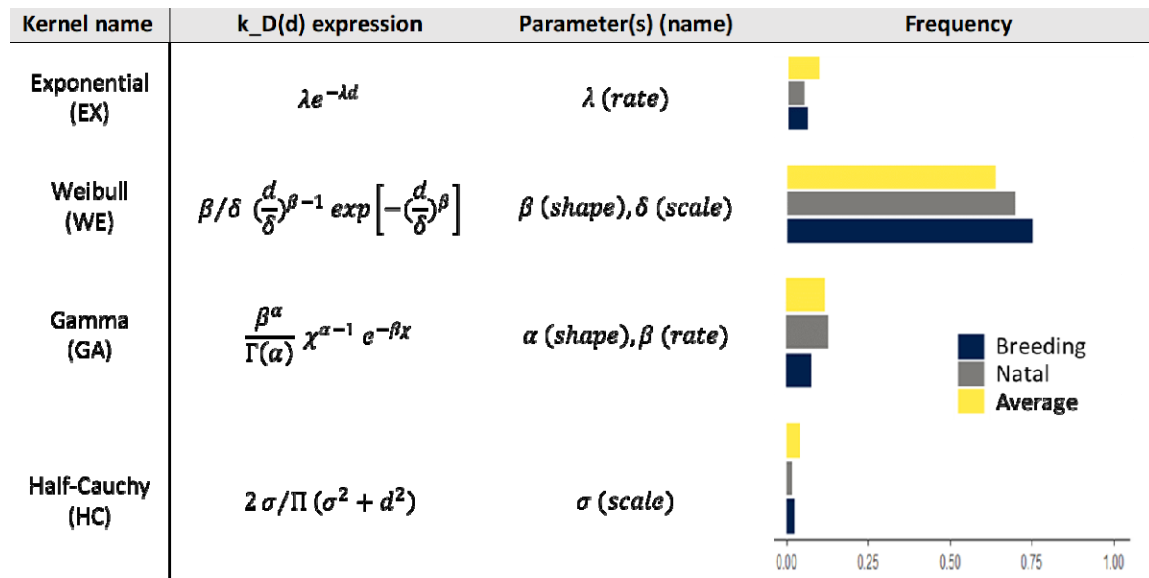 Kernel name k_D(d) expression Parameter(s) (name) Frequency
Exponential
(EX)
λe^{−λd}
λ (rate)
Weibull
(WE)
β/δ (d/δ)^{β−1} exp[−(d/δ)^β]
β (shape), δ (scale)
Gamma
(GA)
β^α/Γ(α) χ^{α−1} e^{−βχ}
α (shape), β (rate)
Breeding
Natal
Average
Half-Cauchy
(HC)
2 σ/Π (σ² + d²)
σ (scale)
0.00 0.25 0.50 0.75 1.00